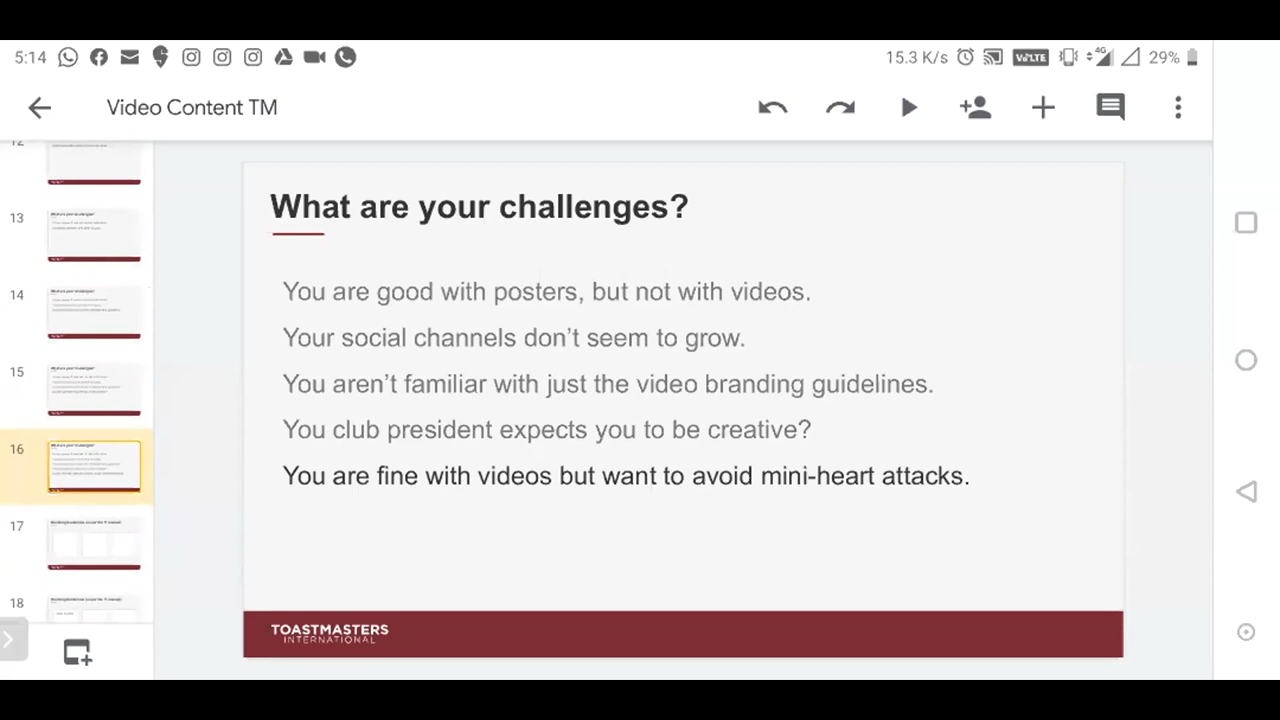 5:14
15.3 K/s
VoLTE
4G
29%
Video Content TM
12
13
14
15
16
17
18
What are your challenges?
You are good with posters, but not with videos.
Your social channels don’t seem to grow.
You aren’t familiar with just the video branding guidelines.
You club president expects you to be creative?
You are fine with videos but want to avoid mini-heart attacks.
TOASTMASTERS
INTERNATIONAL